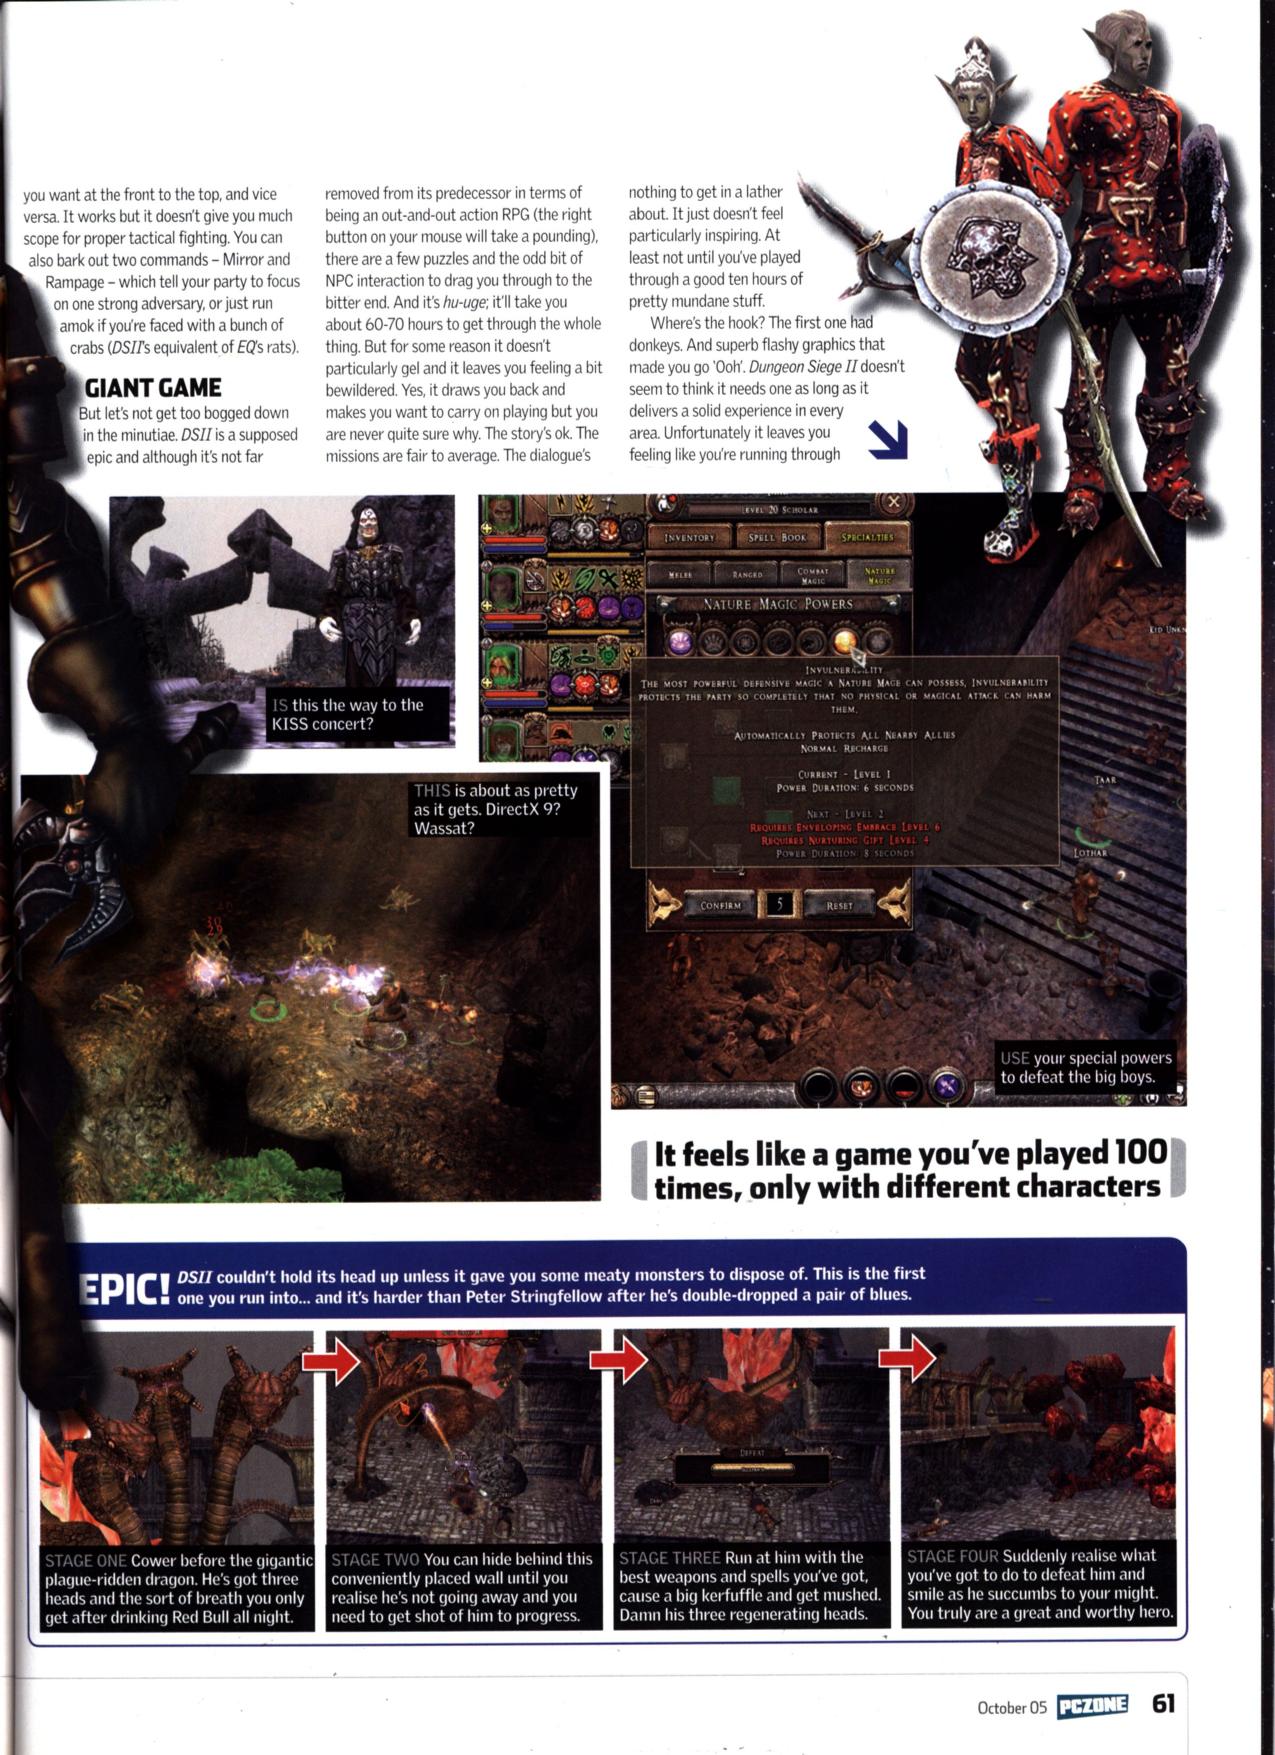 you want at the front to the top, and vice
versa. It works but it doesn't give you much
scope for proper tactical fighting. You can
also bark out two commands – Mirror and
Rampage – which tell your party to focus
on one strong adversary, or just run
amok if you're faced with a bunch of
crabs (DSII's equivalent of EQ's rats).
GIANT GAME
But let's not get too bogged down
in the minutiae. DSII is a supposed
epic and although it's not far
removed from its predecessor in terms of
being an out-and-out action RPG (the right
button on your mouse will take a pounding),
there are a few puzzles and the odd bit of
NPC interaction to drag you through to the
bitter end. And it's hu-uge; it'll take you
about 60-70 hours to get through the whole
thing. But for some reason it doesn't
particularly gel and it leaves you feeling a bit
bewildered. Yes, it draws you back and
makes you want to carry on playing but you
are never quite sure why. The story's ok. The
missions are fair to average. The dialogue's
nothing to get in a lather
about. It just doesn't feel
particularly inspiring. At
least not until you've played
through a good ten hours of
pretty mundane stuff.
Where's the hook? The first one had
donkeys. And superb flashy graphics that
made you go 'Ooh'. Dungeon Siege II doesn't
seem to think it needs one as long as it
delivers a solid experience in every
area. Unfortunately it leaves you
feeling like you're running through
IS this the way to the
KISS concert?
THIS is about as pretty
as it gets. DirectX 9?
Wassat?
30
29
LEVEL 20 SCHOLAR
INVENTORY
SPELL BOOK
SPECIALTIES
MELEE
RANGED
COMBAT
MAGIC
NATURE
MAGIC
NATURE MAGIC POWERS
INVULNERABILITY
THE MOST POWERFUL DEFENSIVE MAGIC A NATURE MAGE CAN POSSESS, INVULNERABILITY
PROTECTS THE PARTY SO COMPLETELY THAT NO PHYSICAL OR MAGICAL ATTACK CAN HARM
THEM.
AUTOMATICALLY PROTECTS ALL NEARBY ALLIES
NORMAL RECHARGE
CURRENT - LEVEL 1
POWER DURATION: 6 SECONDS
NEXT - LEVEL 2
REQUIRES ENVELOPING EMBRACE LEVEL 6
REQUIRES NURTURING GIFT LEVEL 4
POWER DURATION: 8 SECONDS
CONFIRM
5
RESET
TAAR
LOTHAR
USE your special powers
to defeat the big boys.
It feels like a game you've played 100
times, only with different characters
EPIC!
DSII couldn't hold its head up unless it gave you some meaty monsters to dispose of. This is the first
one you run into... and it's harder than Peter Stringfellow after he's double-dropped a pair of blues.
STAGE ONE Cower before the gigantic
plague-ridden dragon. He's got three
heads and the sort of breath you only
get after drinking Red Bull all night.
STAGE TWO You can hide behind this
conveniently placed wall until you
realise he's not going away and you
need to get shot of him to progress.
DEFEAT
STAGE THREE Run at him with the
best weapons and spells you've got,
cause a big kerfuffle and get mushed.
Damn his three regenerating heads.
STAGE FOUR Suddenly realise what
you've got to do to defeat him and
smile as he succumbs to your might.
You truly are a great and worthy hero.
October 05 PCZONE 61